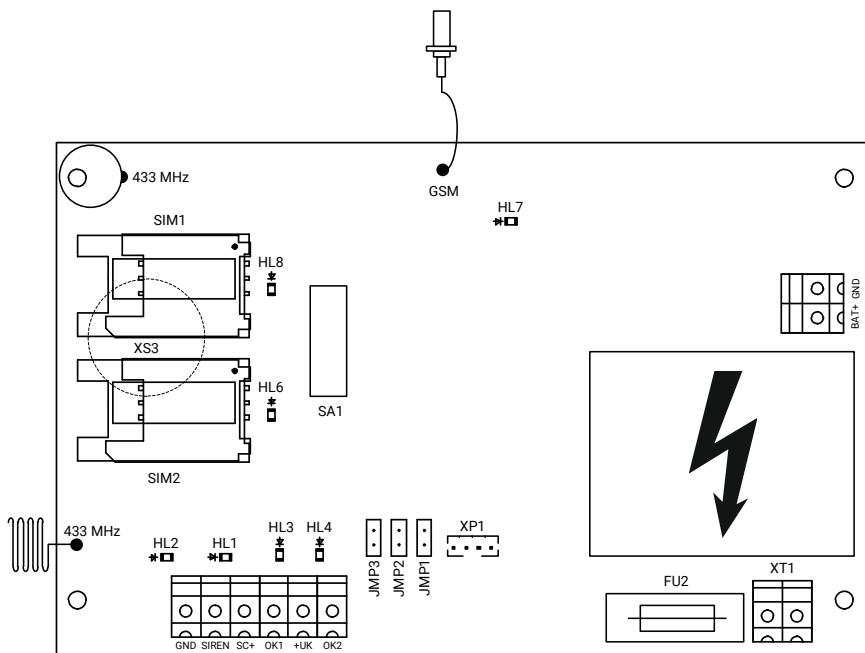 433 MHz
GSM
HL7
SIM1
HL8
BAT+ GND
XS3
HL6
SA1
SIM2
433 MHz
HL2
HL1
HL3
HL4
JMP3
JMP2
JMP1
XP1
FU2
XT1
GND SIREN SC+ OK1 +UK OK2